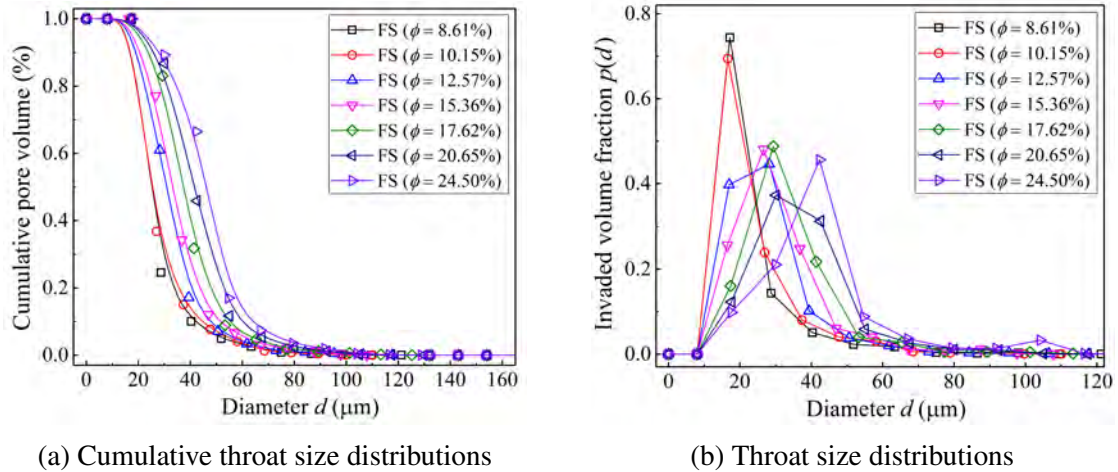 1.0
0.8
0.6
0.4
0.2
0.0
Cumulative pore volume (%)
FS (ϕ = 8.61%)
FS (ϕ = 10.15%)
FS (ϕ = 12.57%)
FS (ϕ = 15.36%)
FS (ϕ = 17.62%)
FS (ϕ = 20.65%)
FS (ϕ = 24.50%)
0 20 40 60 80 100 120 140 160
Diameter d (μm)
(a) Cumulative throat size distributions
0.8
0.6
0.4
0.2
0.0
Invaded volume fraction p(d)
FS (ϕ = 8.61%)
FS (ϕ = 10.15%)
FS (ϕ = 12.57%)
FS (ϕ = 15.36%)
FS (ϕ = 17.62%)
FS (ϕ = 20.65%)
FS (ϕ = 24.50%)
0 20 40 60 80 100 120
Diameter d (μm)
(b) Throat size distributions